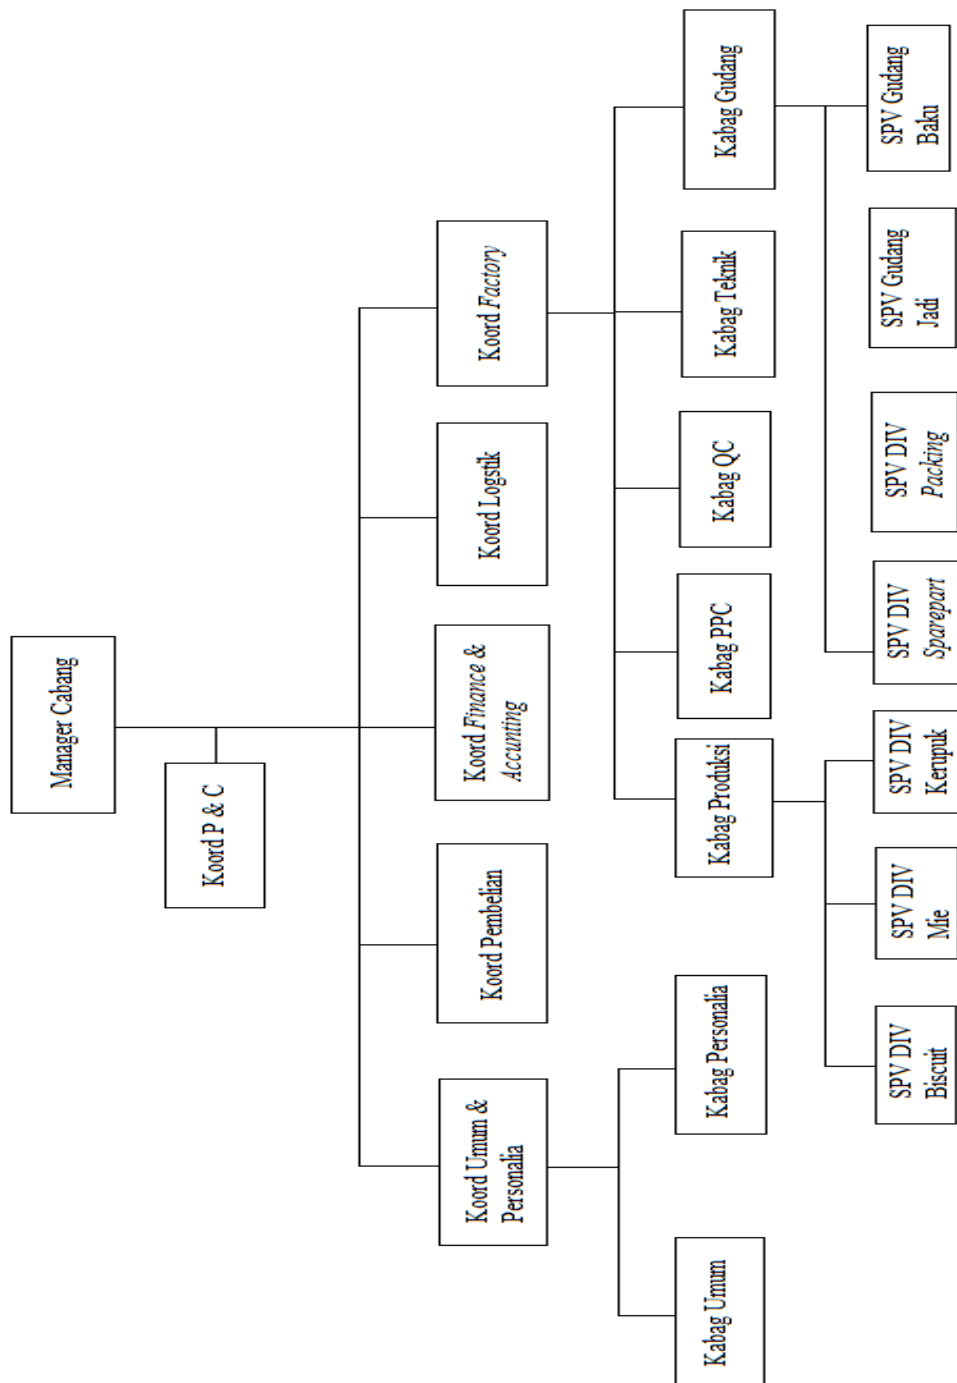 Manager Cabang
Koord P & C
Koord Umum &
Personalia
Koord Pembelian
Koord Finance &
Accunting
Koord Logstik
Koord Factory
Kabag Umum
Kabag Personalia
Kabag Produksi
Kabag PPC
Kabag QC
Kabag Teknik
Kabag Gudang
SPV DIV
Biscuit
SPV DIV
Mie
SPV DIV
Kerupuk
SPV DIV
Sparepart
SPV DIV
Packing
SPV Gudang
Jadi
SPV Gudang
Baku